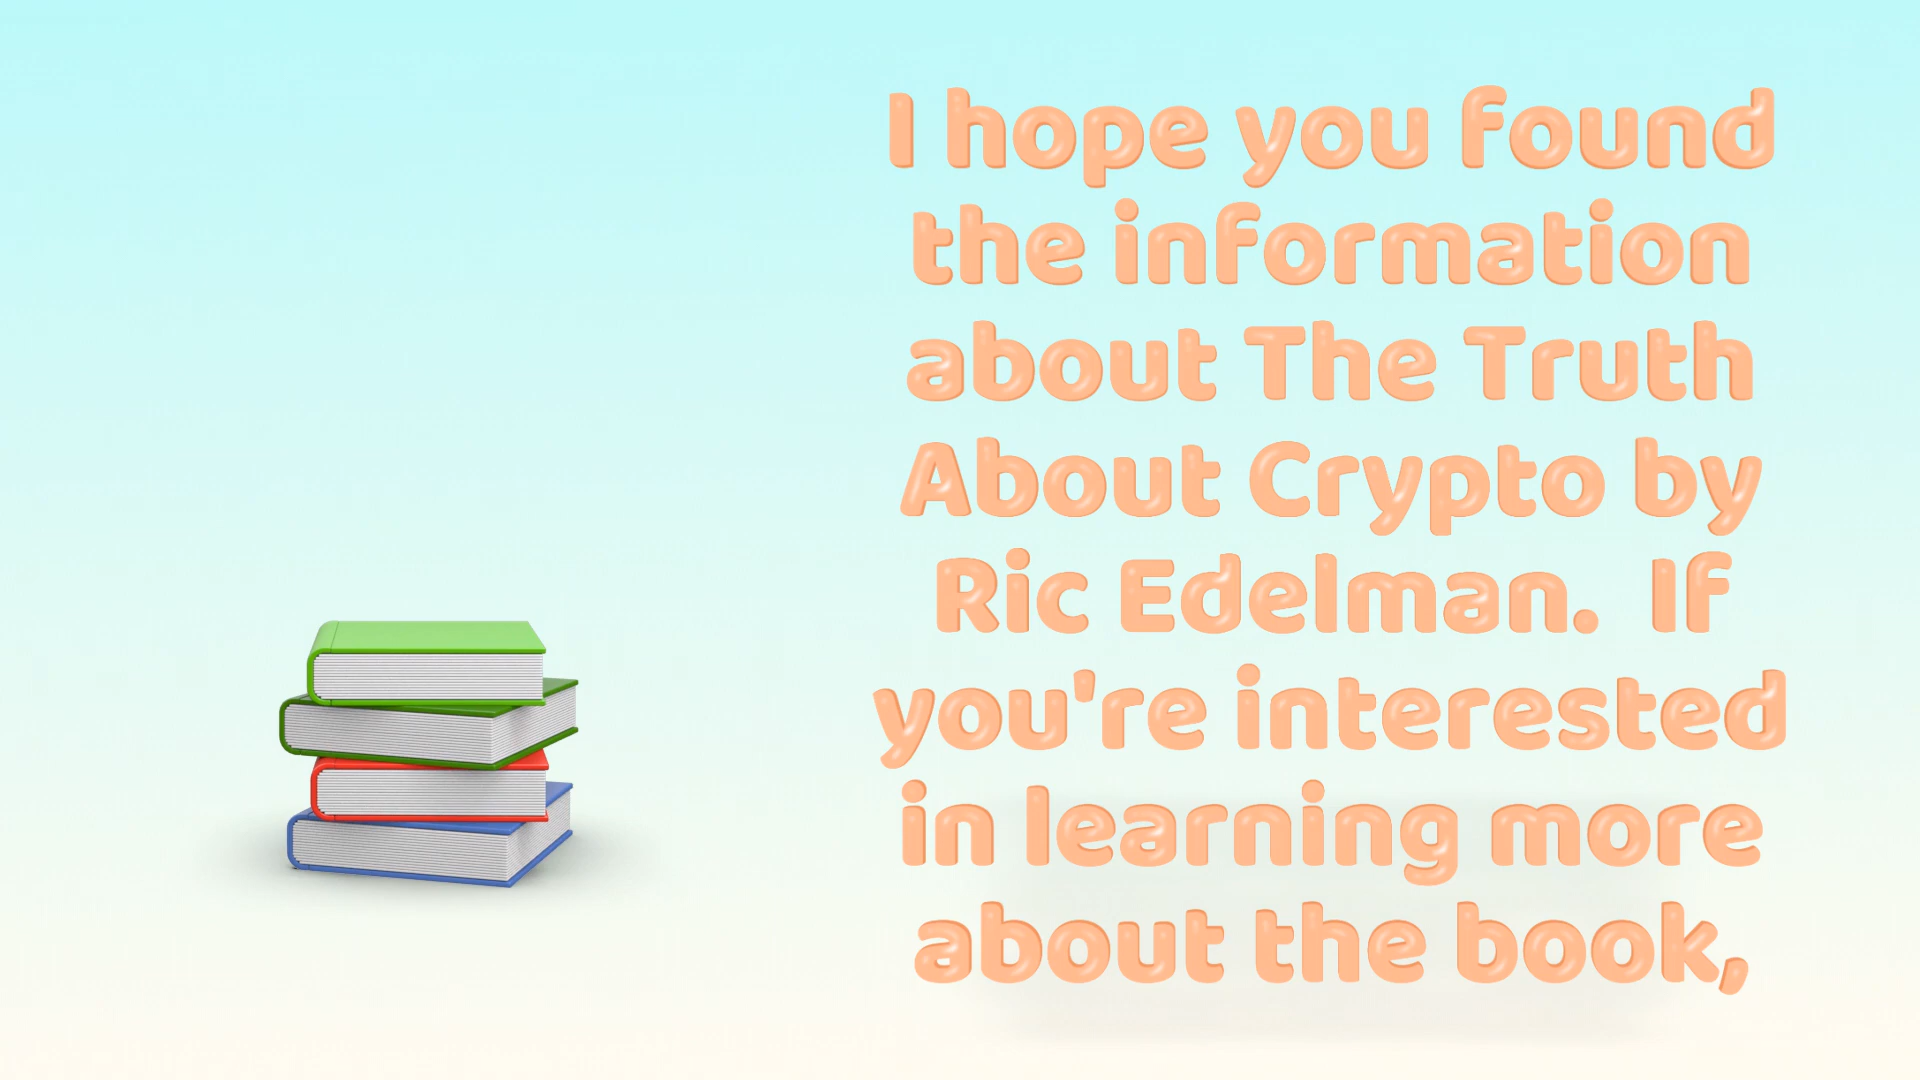 I hope you found
the information
about The Truth
About Crypto by
Ric Edelman.  If
you're interested
in learning more
about the book,